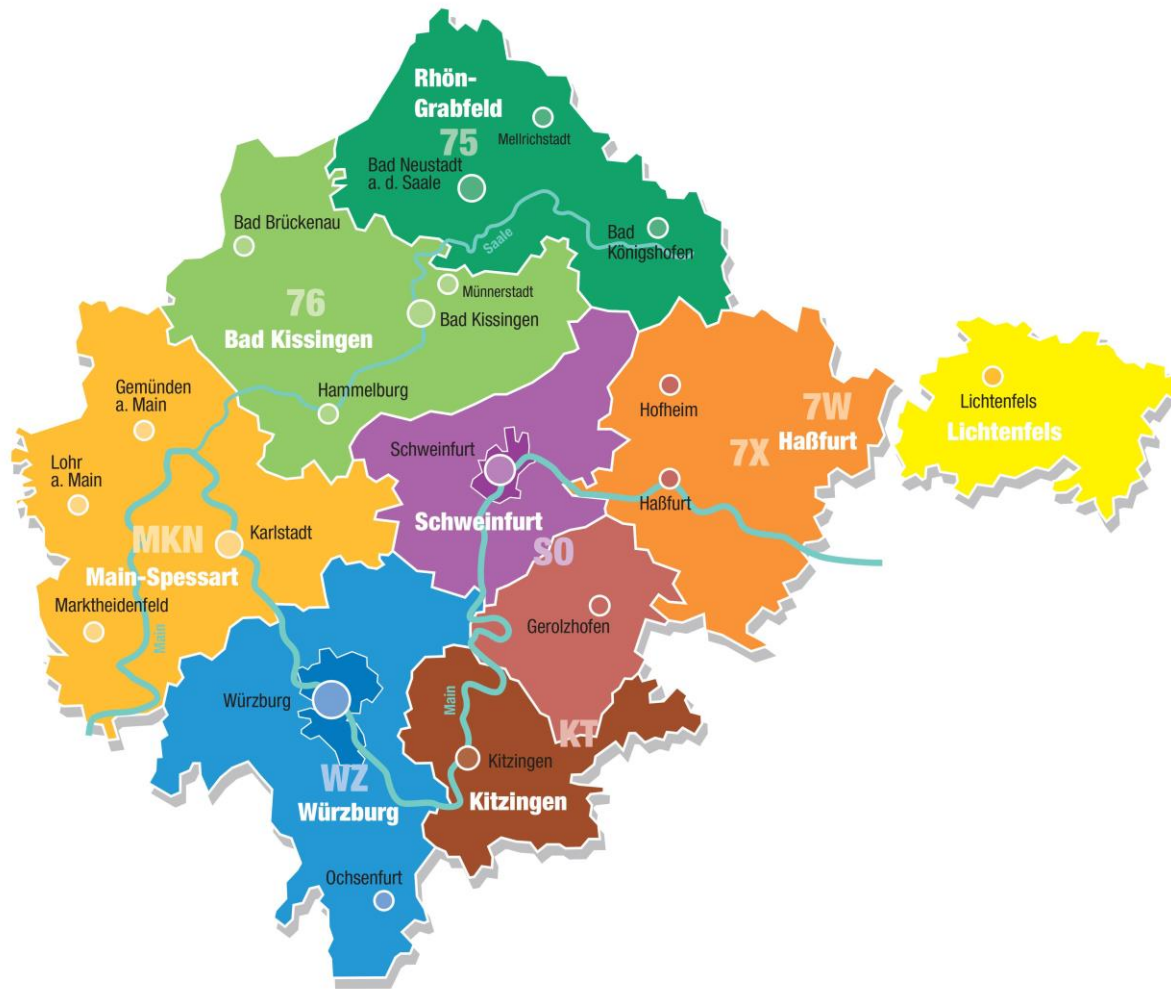 Rhön-
Grabfeld
75
Mellrichstadt
Bad Neustadt
a. d. Saale
Bad Brückenau
Saale
Bad
Königshofen
76
Bad Kissingen
Münnerstadt
Bad Kissingen
Gemünden
a. Main
Hammelburg
Hofheim
7W
Haßfurt
7X
Lichtenfels
Lichtenfels
Lohr
a. Main
Schweinfurt
Haßfurt
Schweinfurt
SO
MKN
Karlstadt
Main-Spessart
Marktheidenfeld
Main
Gerolzhofen
Würzburg
Main
KT
Kitzingen
Kitzingen
WZ
Würzburg
Ochsenfurt